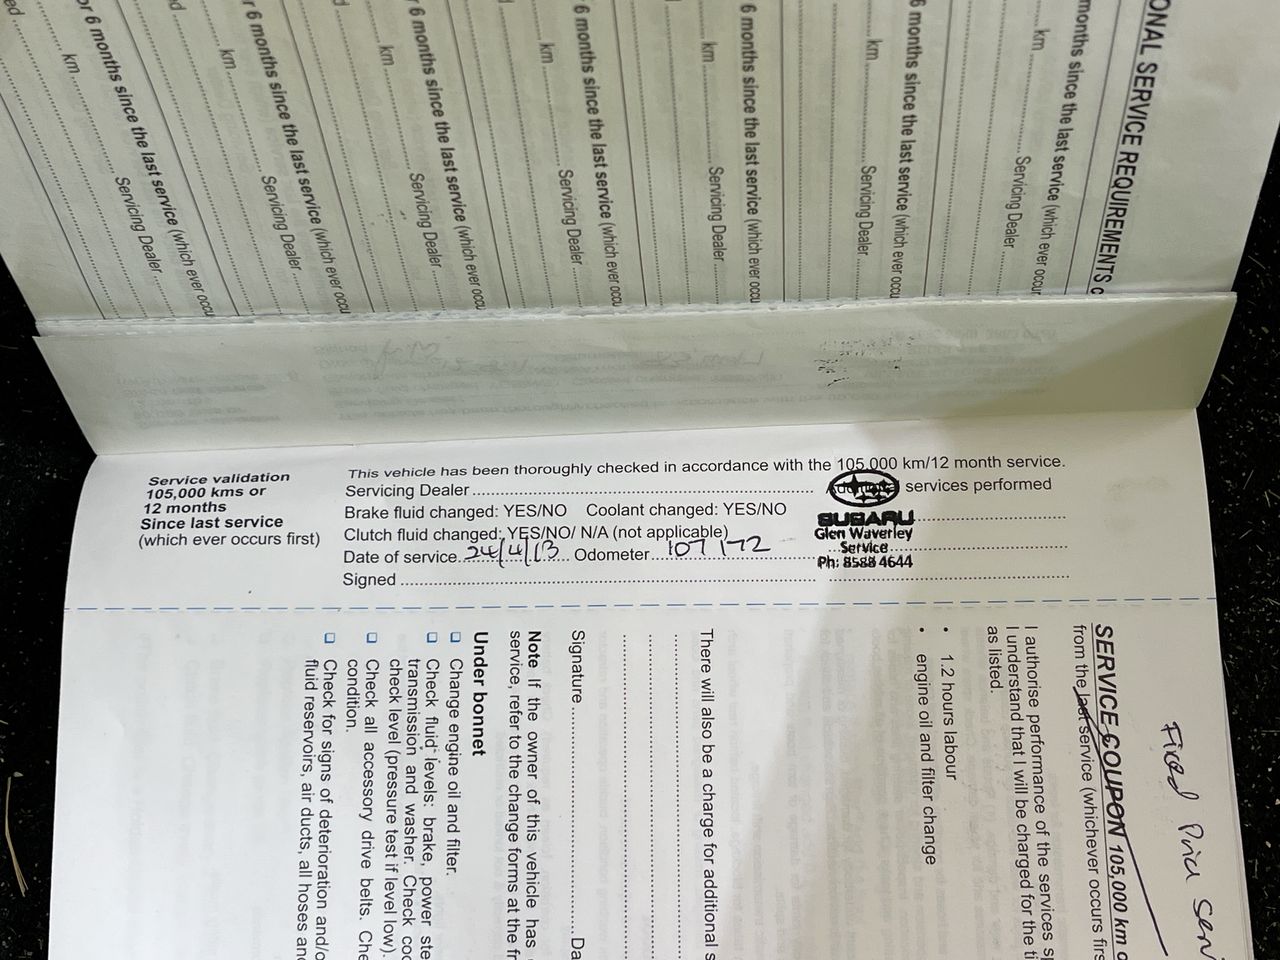 ONAL SERVICE REQUIREMENTS
months since the last service (which ever occur
km Servicing Dealer
6 months since the last service (which ever occu
km Servicing Dealer
6 months since the last service (which ever occu
km Servicing Dealer
6 months since the last service (which ever occu
km Servicing Dealer
r 6 months since the last service (which ever occu
km Servicing Dealer
r 6 months since the last service (which ever occu
km Servicing Dealer
or 6 months since the last service (which ever occu
km Servicing Dealer
Service validation
105,000 kms or
12 months
Since last service
(which ever occurs first)
This vehicle has been thoroughly checked in accordance with the 105,000 km/12 month service.
Servicing Dealer services performed
Brake fluid changed: YES/NO Coolant changed: YES/NO
Clutch fluid changed: YES/NO/ N/A (not applicable)
Date of service 24/4/13 Odometer 107 172
Signed
SUBARU
Glen Waverley
Service
Ph: 8588 4644
Fixed Price
SERVICE COUPON 105,000 km
from the last service (whichever occurs firs
I authorise performance of the services
I understand that I will be charged for the
as listed.
• 1.2 hours labour
• engine oil and filter change
There will also be a charge for additional
Signature
Note If the owner of this vehicle has
service, refer to the change forms at the
Under bonnet
Change engine oil and filter.
Check fluid levels: brake, power
transmission and washer. Check
check level (pressure test if level low).
Check all accessory drive belts.
condition.
Check for signs of deterioration
fluid reservoirs, air ducts, all hoses